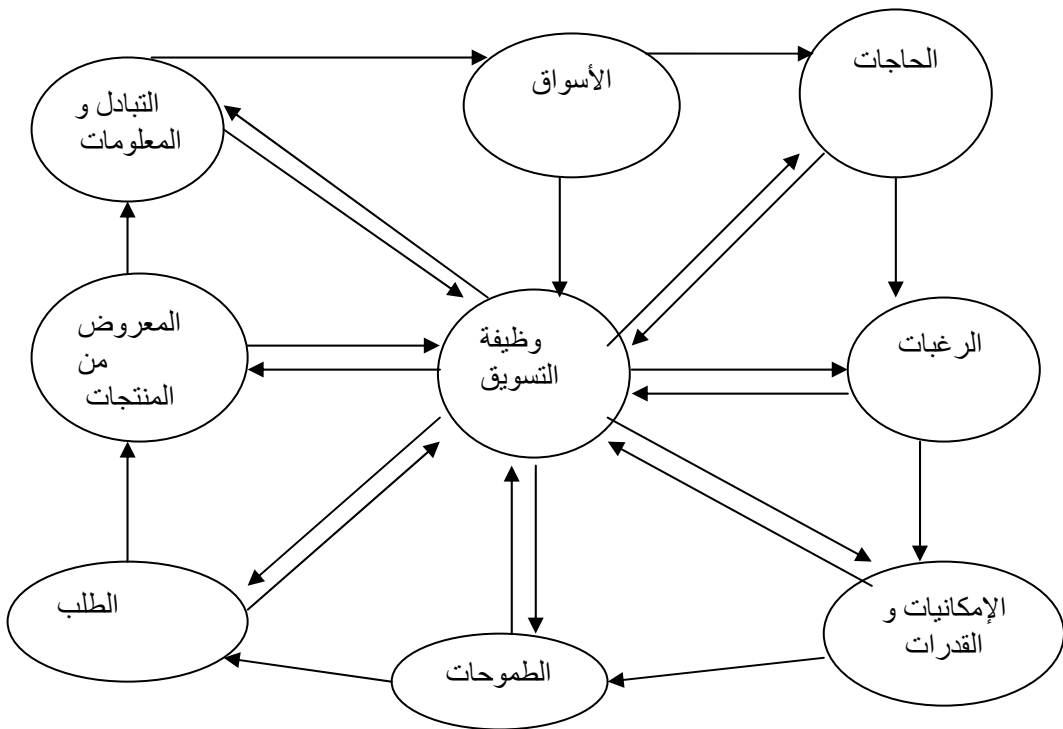 الحاجات
الأسواق
التبادل و
المعلومات
وظيفة
التسويق
الرغبات
المعروض
من
المنتجات
الإمكانيات و
القدرات
الطموحات
الطلب